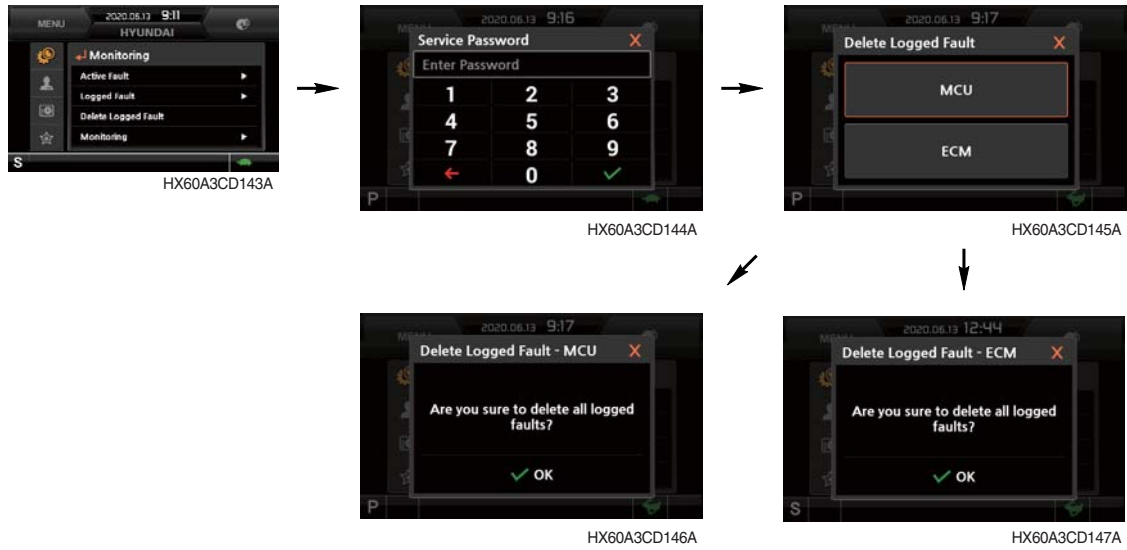 MENU
2020.06.13 9:11
HYUNDAI
Monitoring
Active Fault
Logged Fault
Delete Logged Fault
Monitoring
S
HX60A3CD143A
2020.06.13 9:16
Service Password X
Enter Password
1 2 3
4 5 6
7 8 9
0
P
HX60A3CD144A
2020.06.13 9:17
Delete Logged Fault X
MCU
ECM
P
HX60A3CD145A
2020.06.13 9:17
Delete Logged Fault - MCU X
Are you sure to delete all logged
faults?
OK
P
HX60A3CD146A
2020.06.13 12:44
Delete Logged Fault - ECM X
Are you sure to delete all logged
faults?
OK
S
HX60A3CD147A